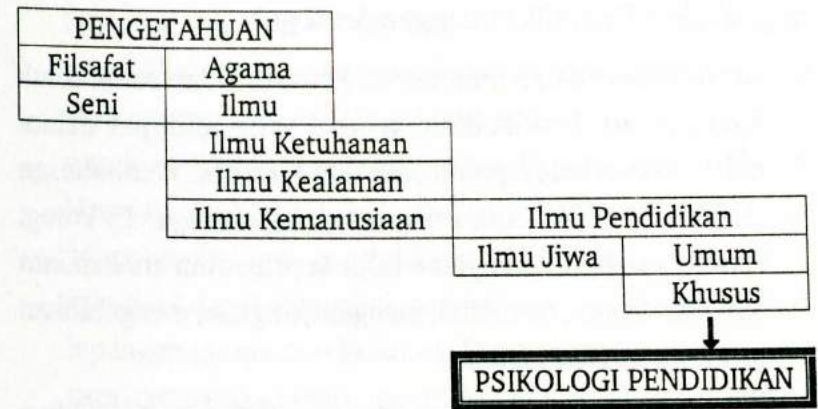 PENGETAHUAN
Filsafat Agama
Seni Ilmu
Ilmu Ketuhanan
Ilmu Kealaman
Ilmu Kemanusiaan Ilmu Pendidikan
Ilmu Jiwa Umum
Khusus
PSIKOLOGI PENDIDIKAN